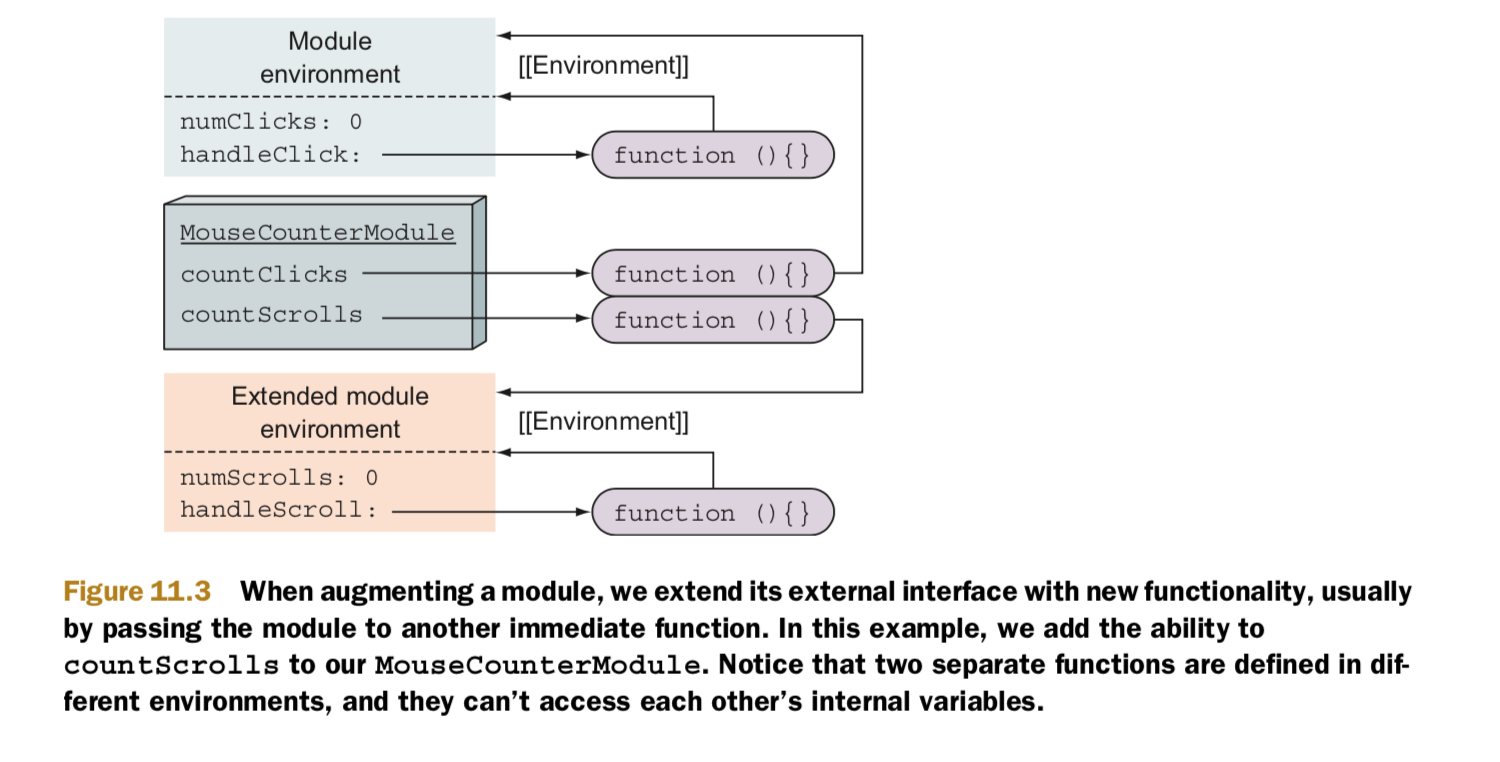 Module
environment
[[Environment]]
numClicks: 0
handleClick:
function (){}
MouseCounterModule
countClicks
function (){}
countScrolls
function (){}
Extended module
environment
[[Environment]]
numScrolls: 0
handleScroll:
function (){}
Figure 11.3 When augmenting a module, we extend its external interface with new functionality, usually
by passing the module to another immediate function. In this example, we add the ability to
countScrolls to our MouseCounterModule. Notice that two separate functions are defined in dif-
ferent environments, and they can’t access each other’s internal variables.